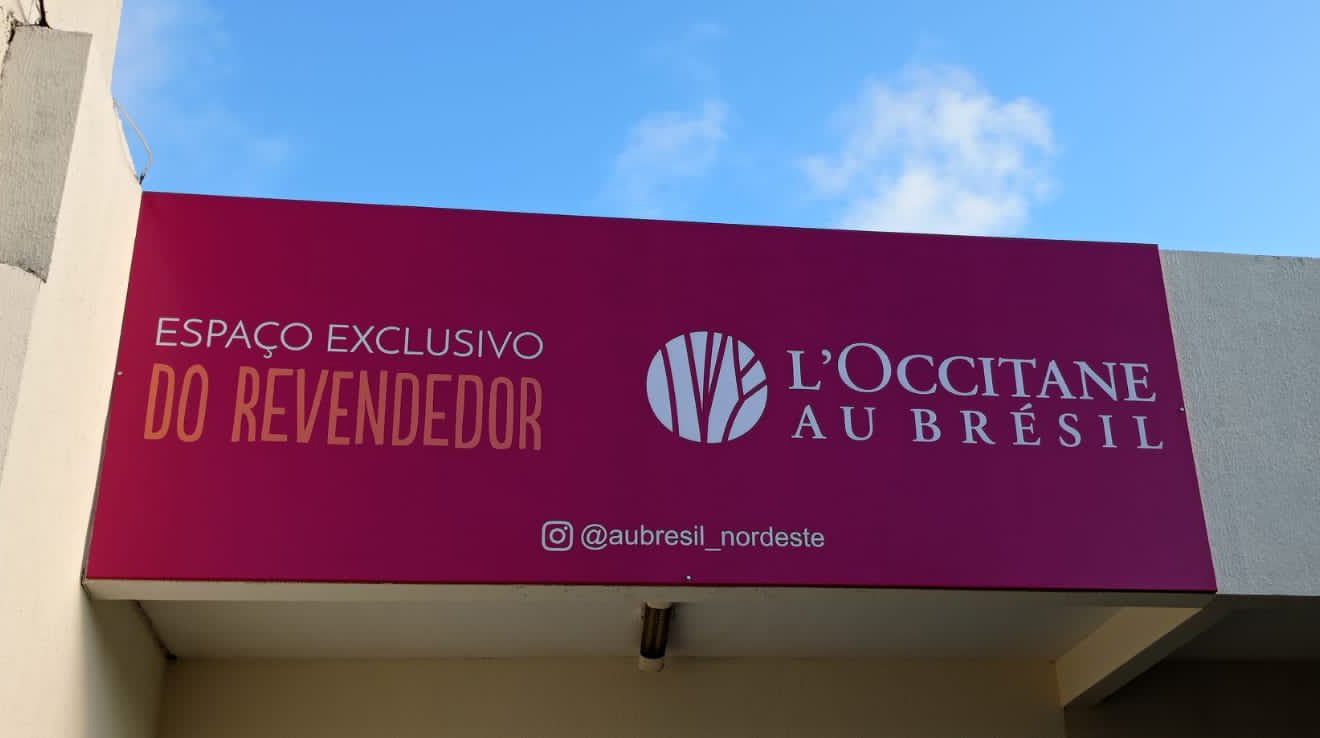 ESPAÇO EXCLUSIVO
DO REVENDEDOR
L'OCCITANE
AU BRÉSIL
@aubresil_nordeste